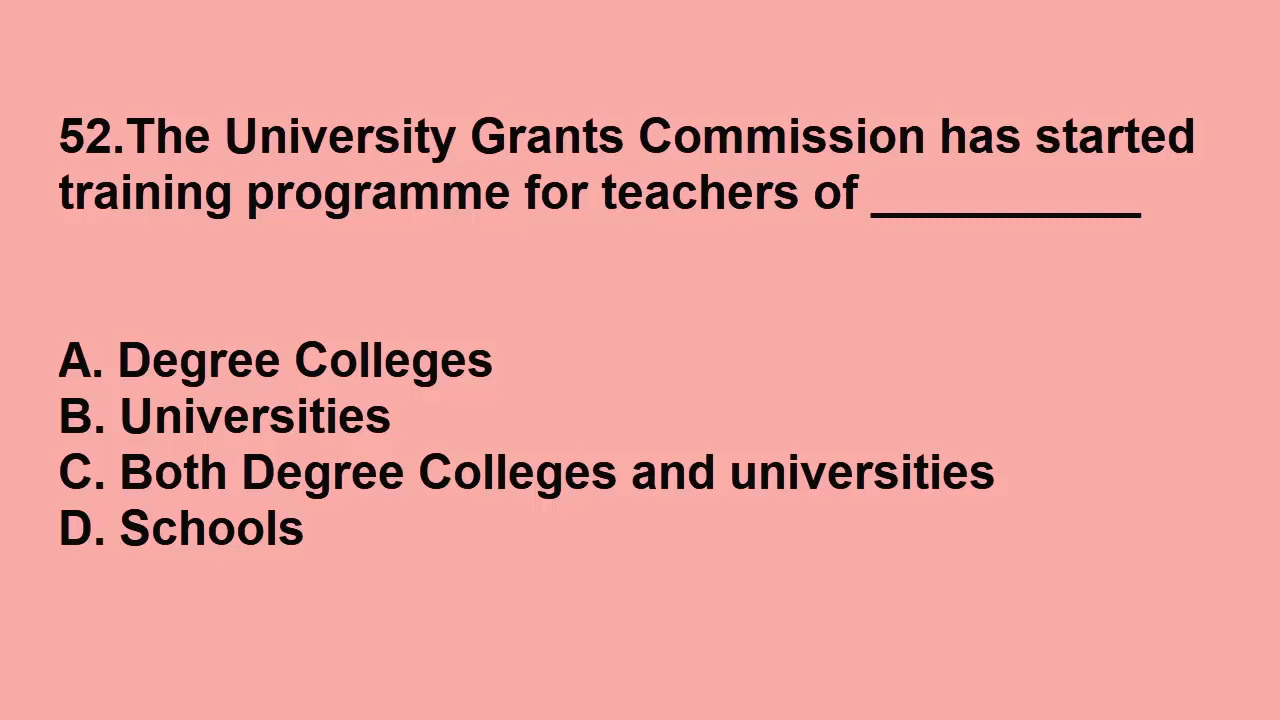 52.The University Grants Commission has started
training programme for teachers of ___________
A. Degree Colleges
B. Universities
C. Both Degree Colleges and universities
D. Schools